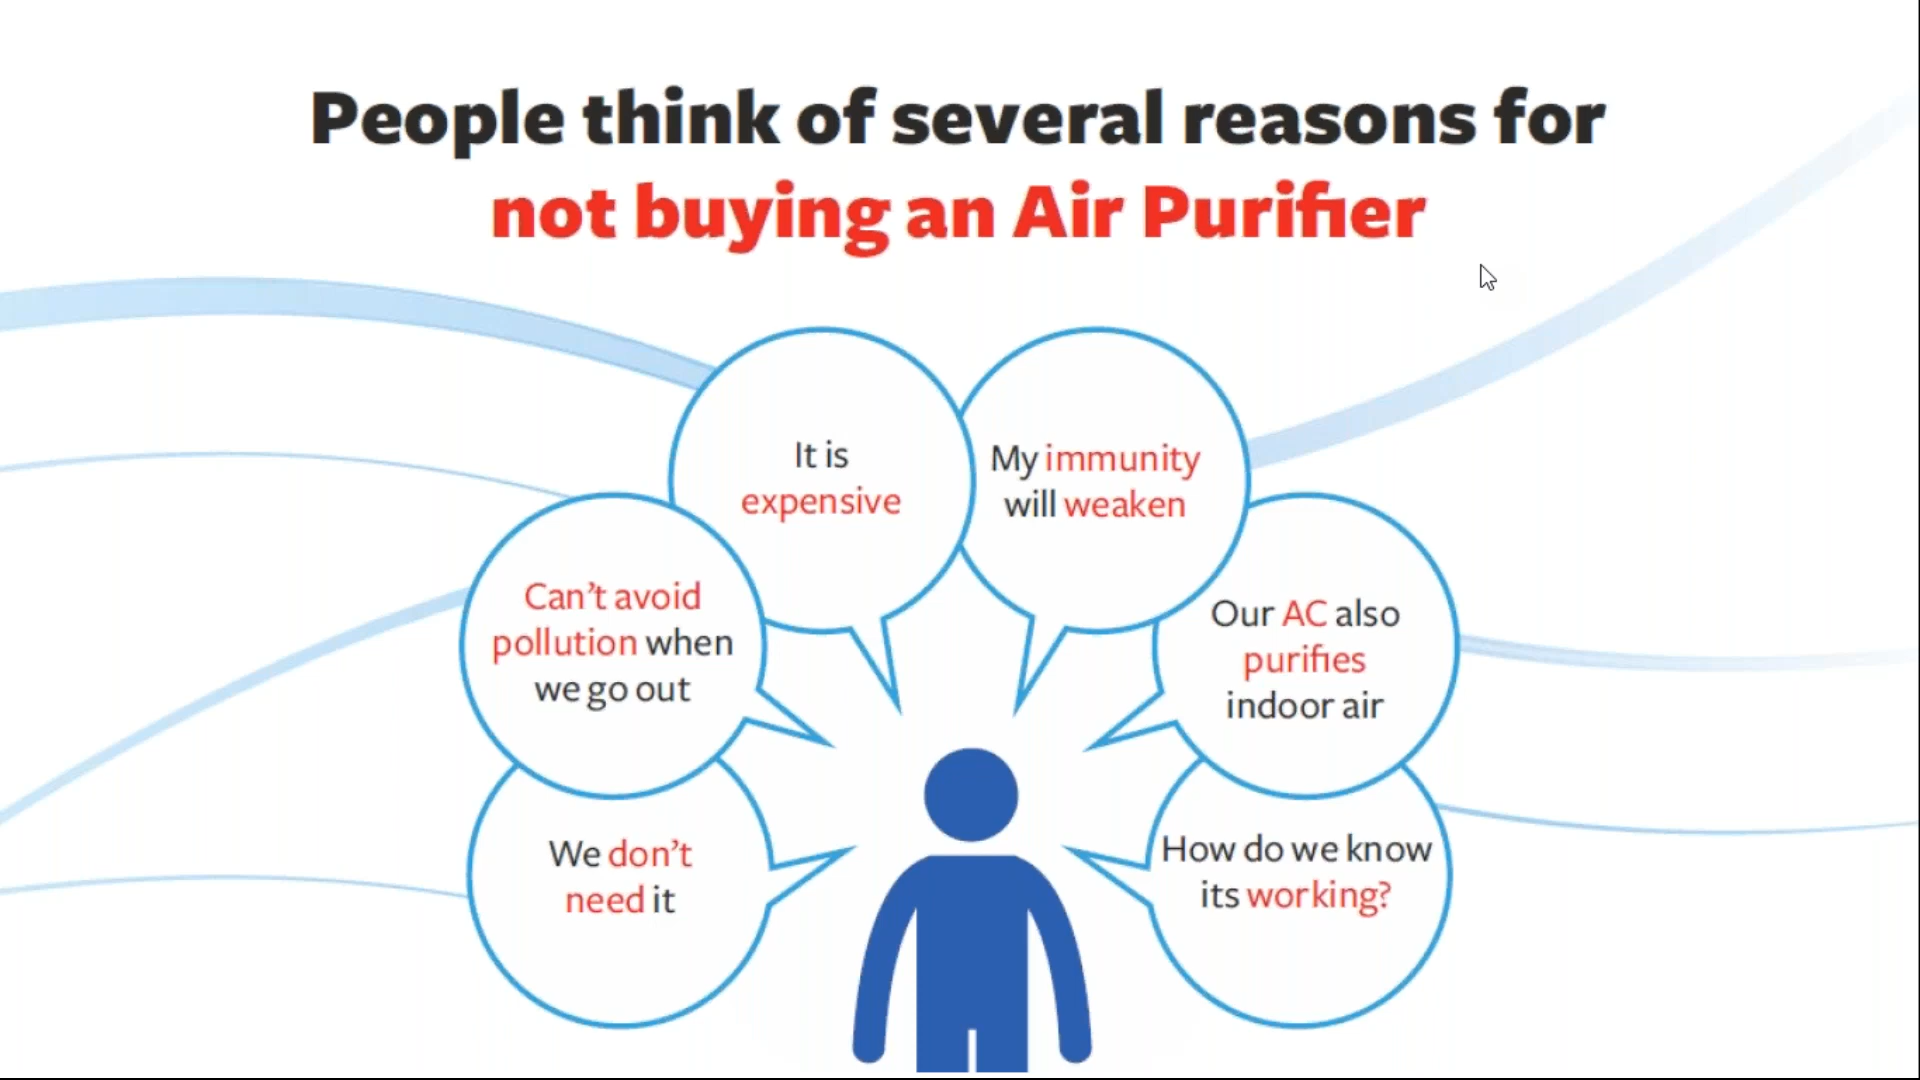 People think of several reasons for
not buying an Air Purifier
It is
expensive
My immunity
will weaken
Can't avoid
pollution when
we go out
Our AC also
purifies
indoor air
We don't
need it
How do we know
its working?